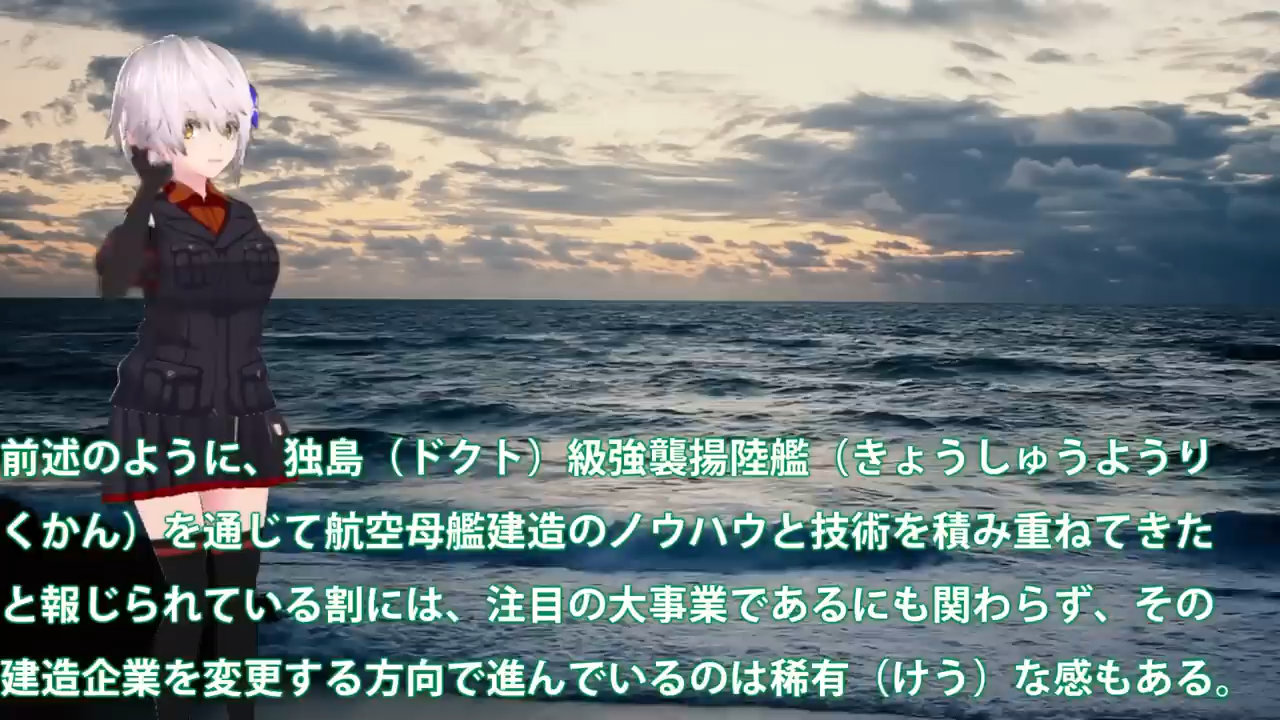 前述のように、独島（ドクト）級強襲揚陸艦（きょうしゅうようり
くかん）を通じて航空母艦建造のノウハウと技術を積み重ねてきた
と報じられている割には、注目の大事業であるにも関わらず、その
建造企業を変更する方向で進んでいるのは稀有（けう）な感もある。